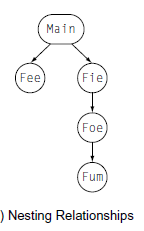 Main
Fee Fie
Foe
Fum
) Nesting Relationships